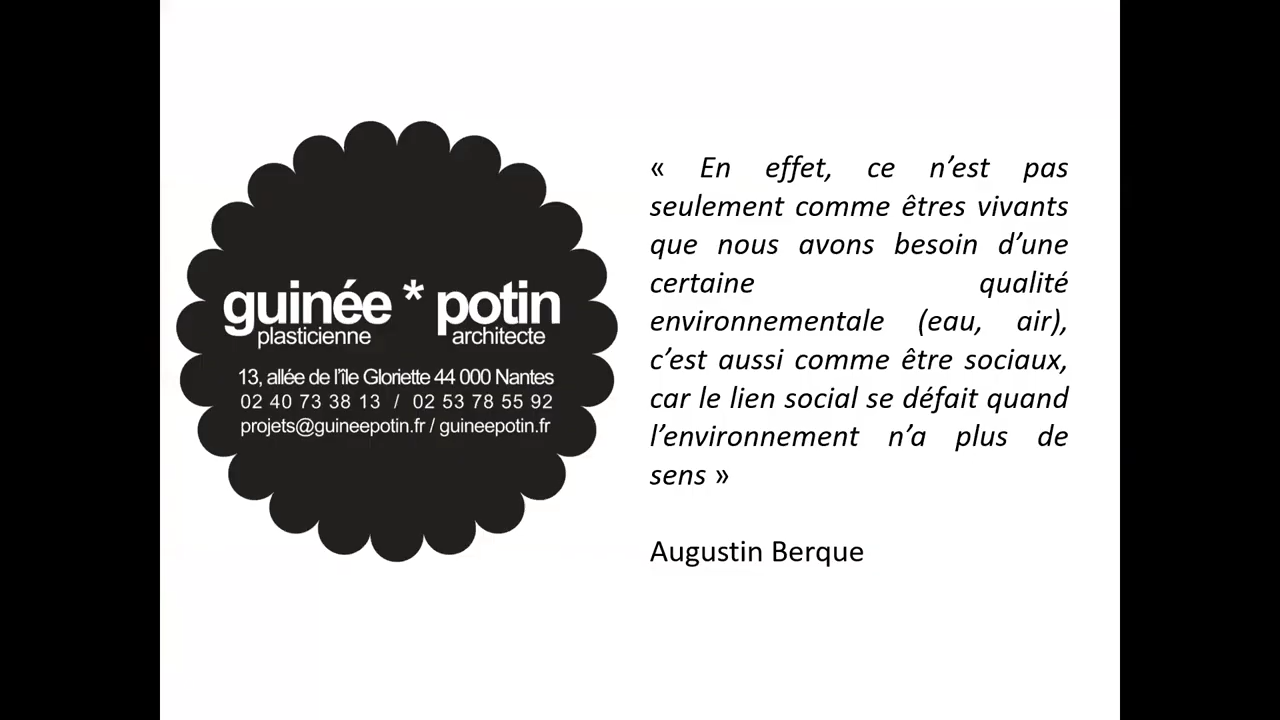 guinée * potin
plasticienne architecte
13, allée de l'île Gloriette 44 000 Nantes
02 40 73 38 13 / 02 53 78 55 92
projets@guineepotin.fr / guineepotin.fr
« En effet, ce n’est pas
seulement comme êtres vivants
que nous avons besoin d’une
certaine qualité
environnementale (eau, air),
c’est aussi comme être sociaux,
car le lien social se défait quand
l’environnement n’a plus de
sens »
Augustin Berque